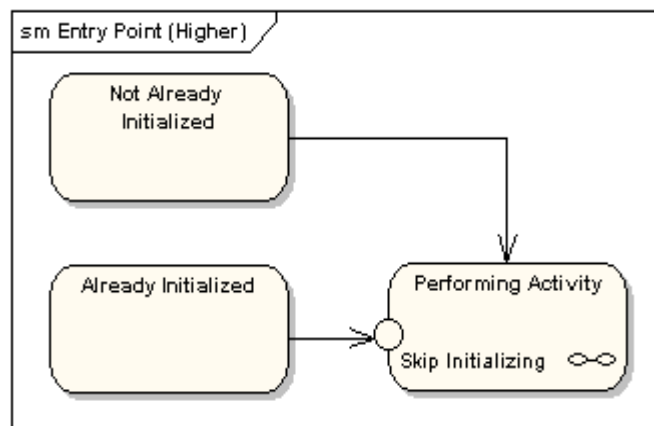 sm Entry Point (Higher)
Not Already
Initialized
Already Initialized
Performing Activity
Skip Initializing